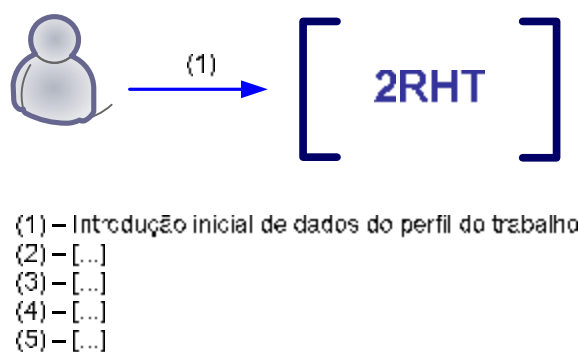 (1)
2RHT
(1) – Introdução inicial de dados do perfil do trabalho
(2) – [...]
(3) – [...]
(4) – [...]
(5) – [...]